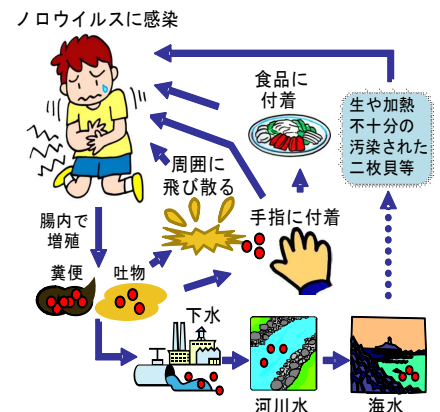 ノロウイルスに感染
食品に
付着
生や加熱
不十分の
汚染された
二枚貝等
周囲に
飛び散る
手指に付着
腸内で
増殖
糞便
吐物
下水
河川水
海水